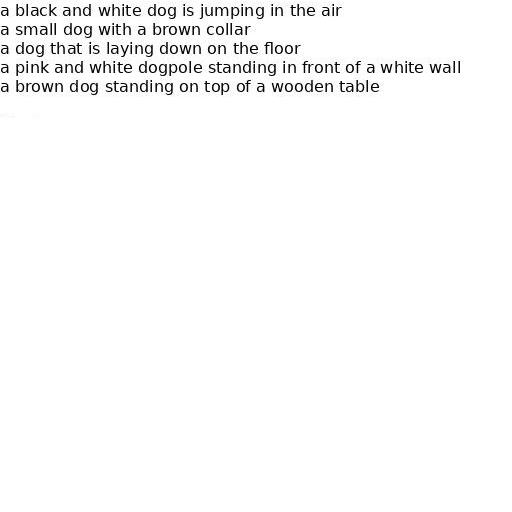 a black and white dog is jumping in the air
a small dog with a brown collar
a dog that is laying down on the floor
a pink and white dogpole standing in front of a white wall
a brown dog standing on top of a wooden table